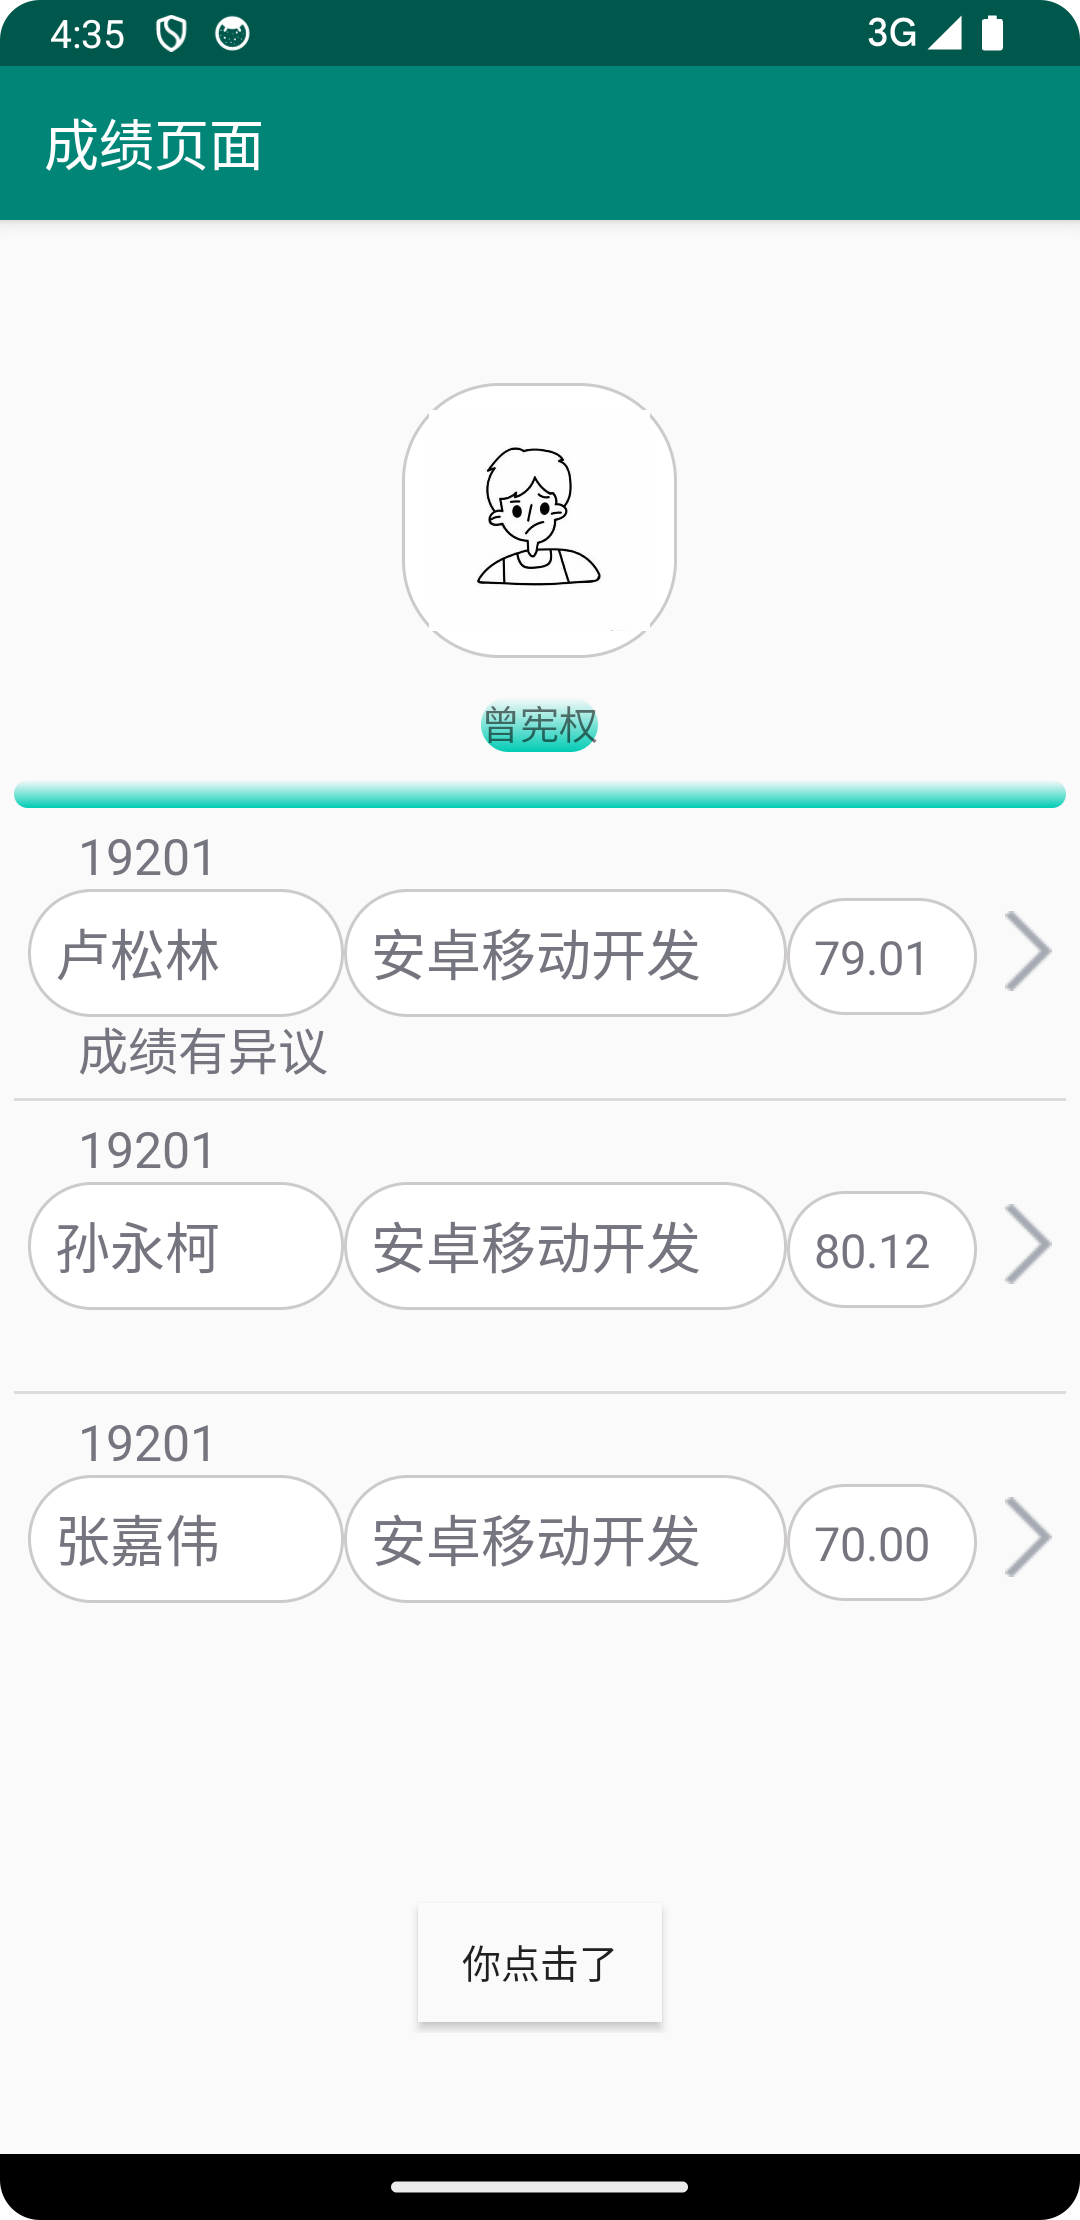 4:35 3G
成绩页面
曾宪权
19201
卢松林 安卓移动开发 79.01
成绩有异议
19201
孙永柯 安卓移动开发 80.12
19201
张嘉伟 安卓移动开发 70.00
你点击了